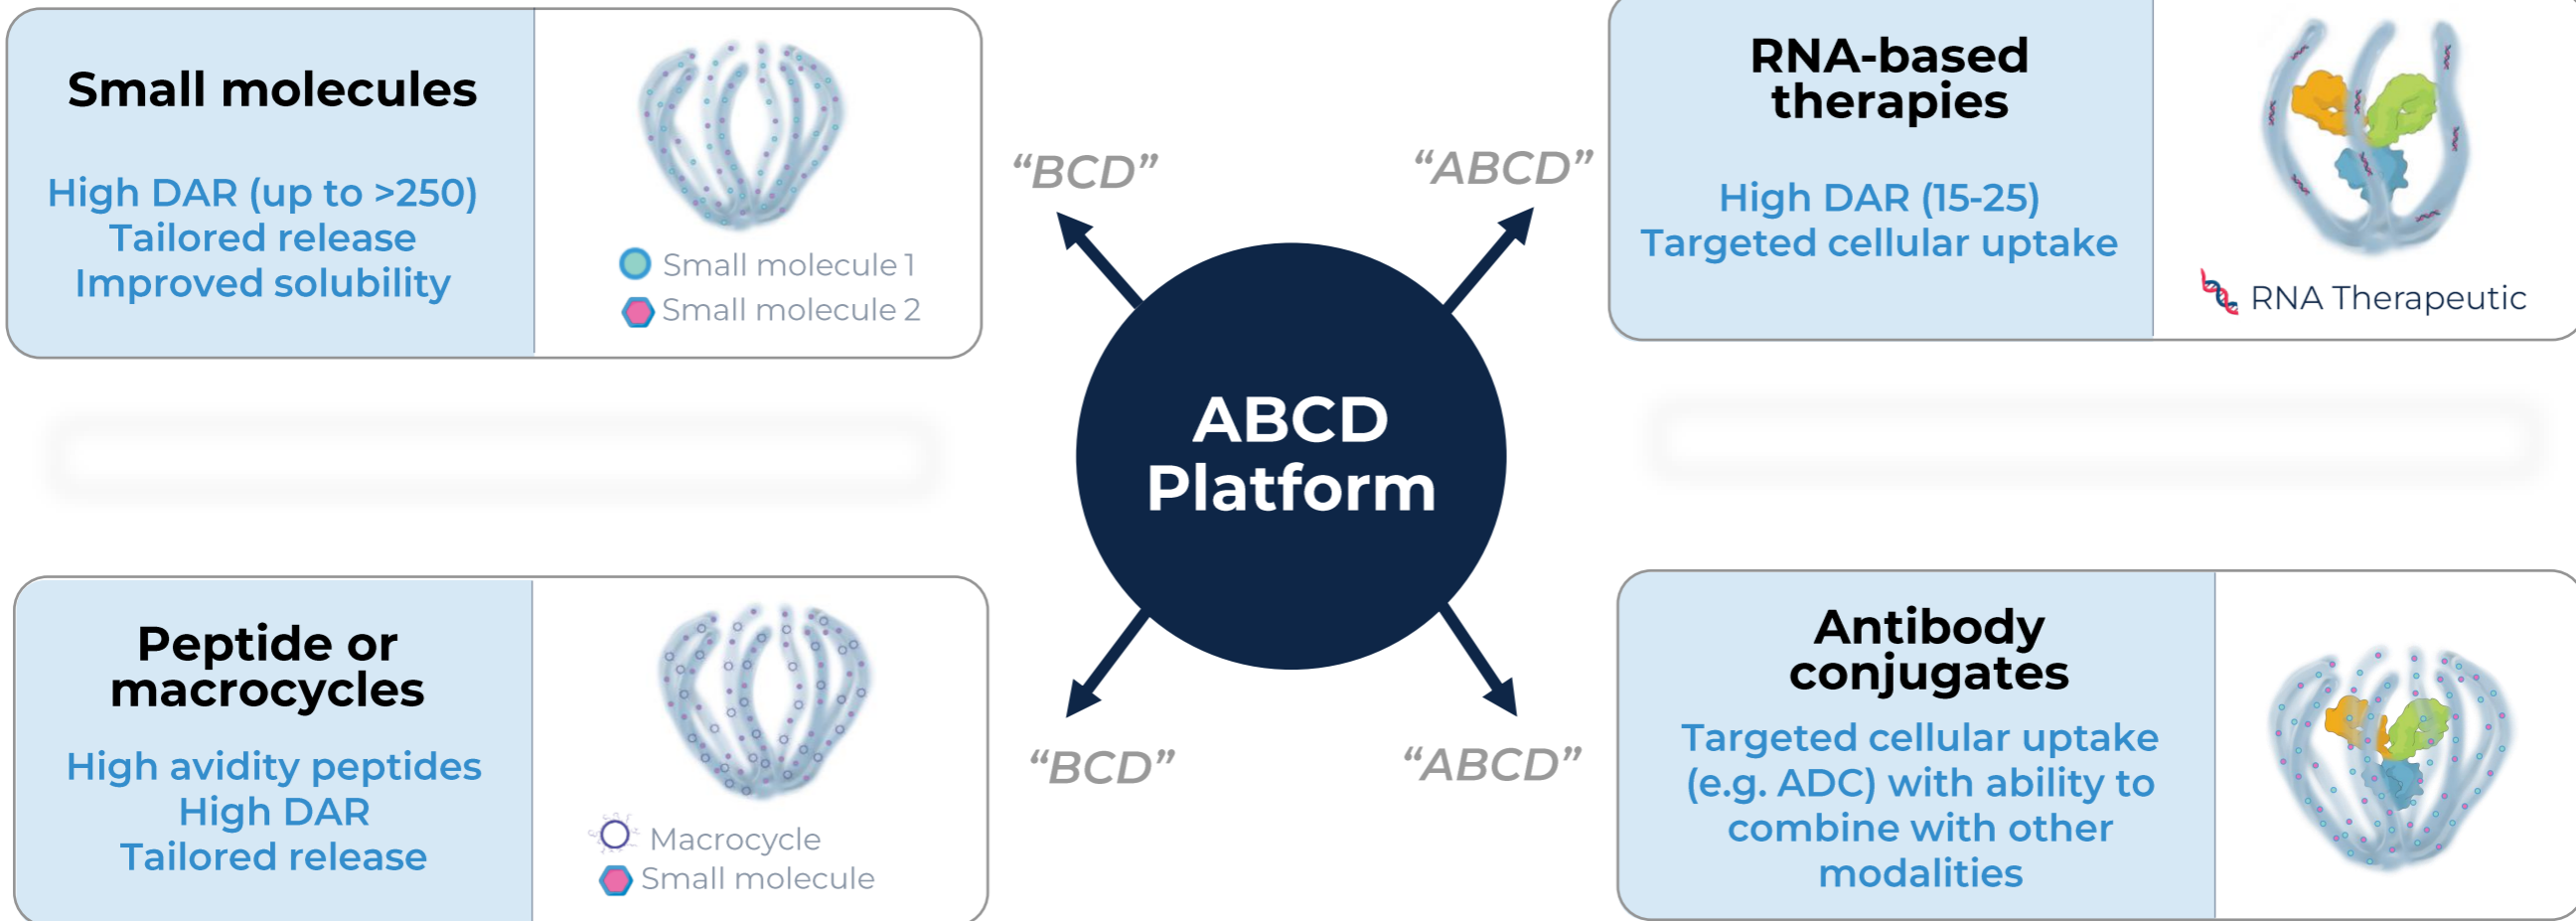 Small molecules
High DAR (up to >250)
Tailored release
Improved solubility
Small molecule 1
Small molecule 2
“BCD”
“ABCD”
RNA-based
therapies
High DAR (15-25)
Targeted cellular uptake
RNA Therapeutic
ABCD
Platform
Peptide or
macrocycles
High avidity peptides
High DAR
Tailored release
Macrocycle
Small molecule
“BCD”
“ABCD”
Antibody
conjugates
Targeted cellular uptake
(e.g. ADC) with ability to
combine with other
modalities